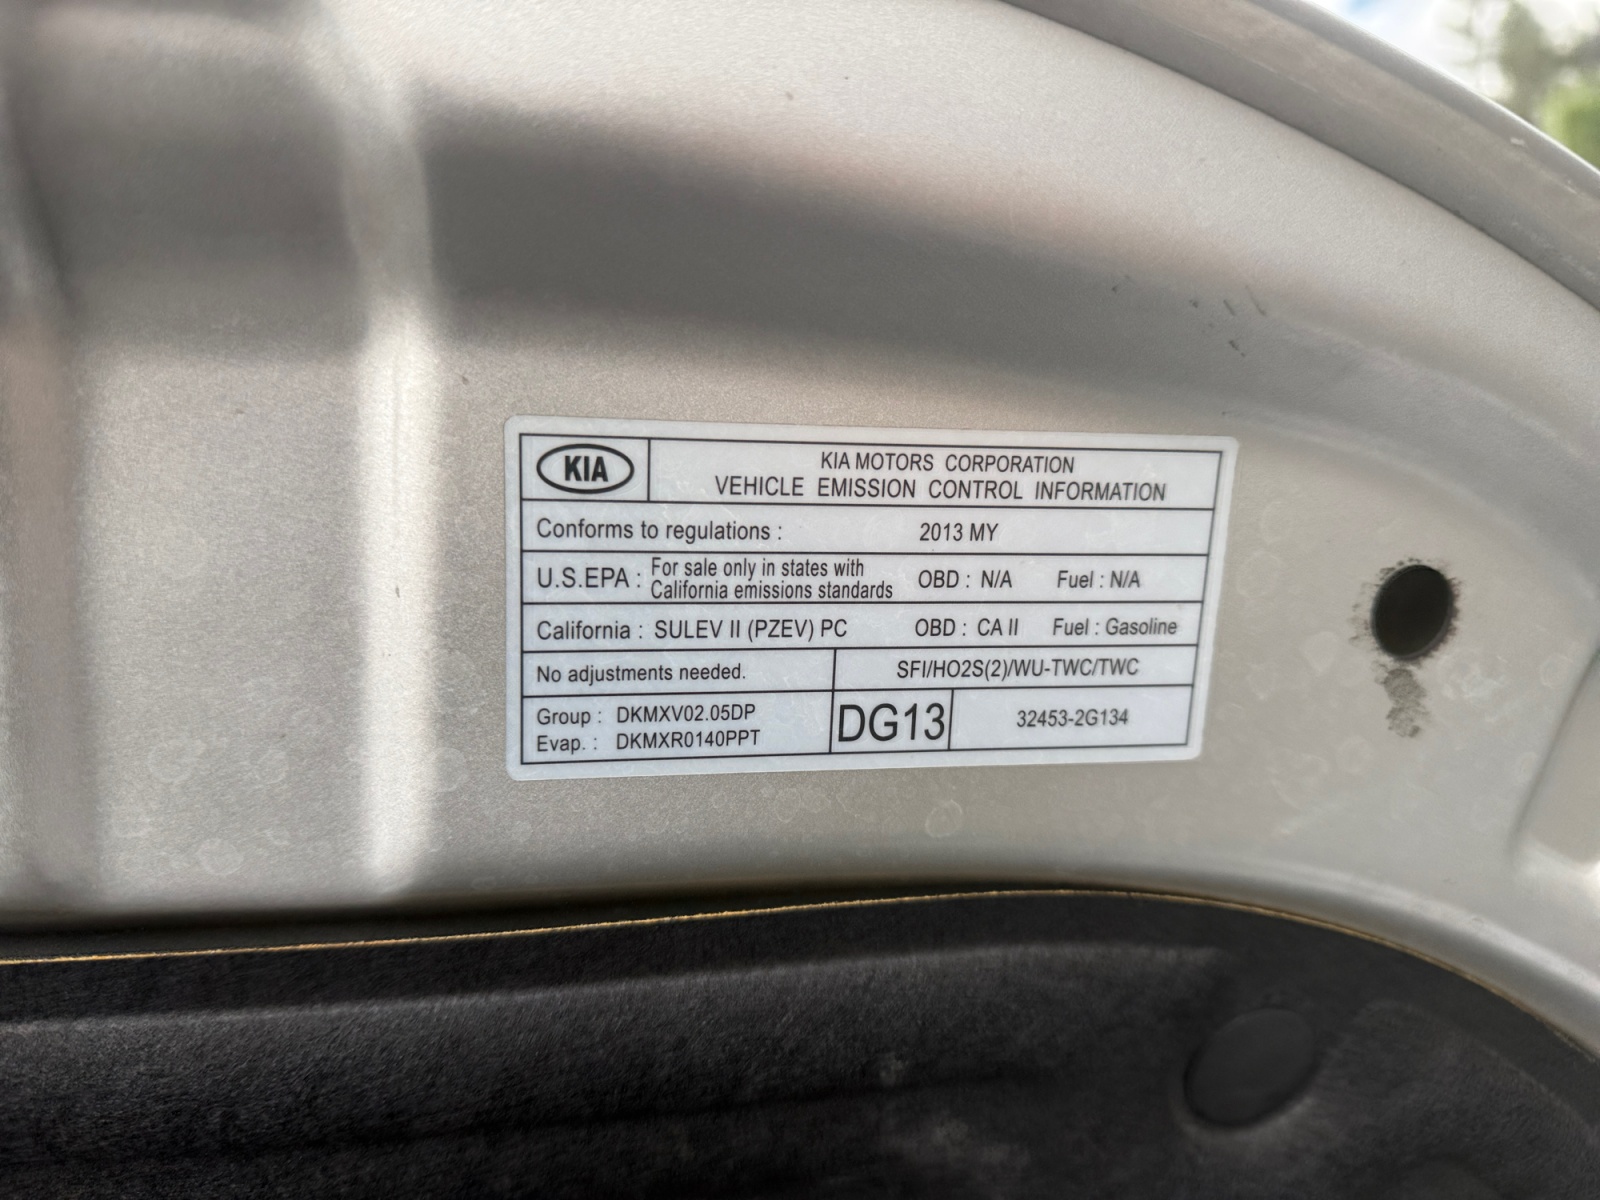 KIA
KIA MOTORS CORPORATION
VEHICLE EMISSION CONTROL INFORMATION
Conforms to regulations : 2013 MY
U.S.EPA : For sale only in states with
California emissions standards OBD : N/A Fuel : N/A
California : SULEV II (PZEV) PC OBD : CA II Fuel : Gasoline
No adjustments needed. SFI/HO2S(2)/WU-TWC/TWC
Group : DKMXV02.05DP
Evap. : DKMXR0140PPT
DG13
32453-2G134